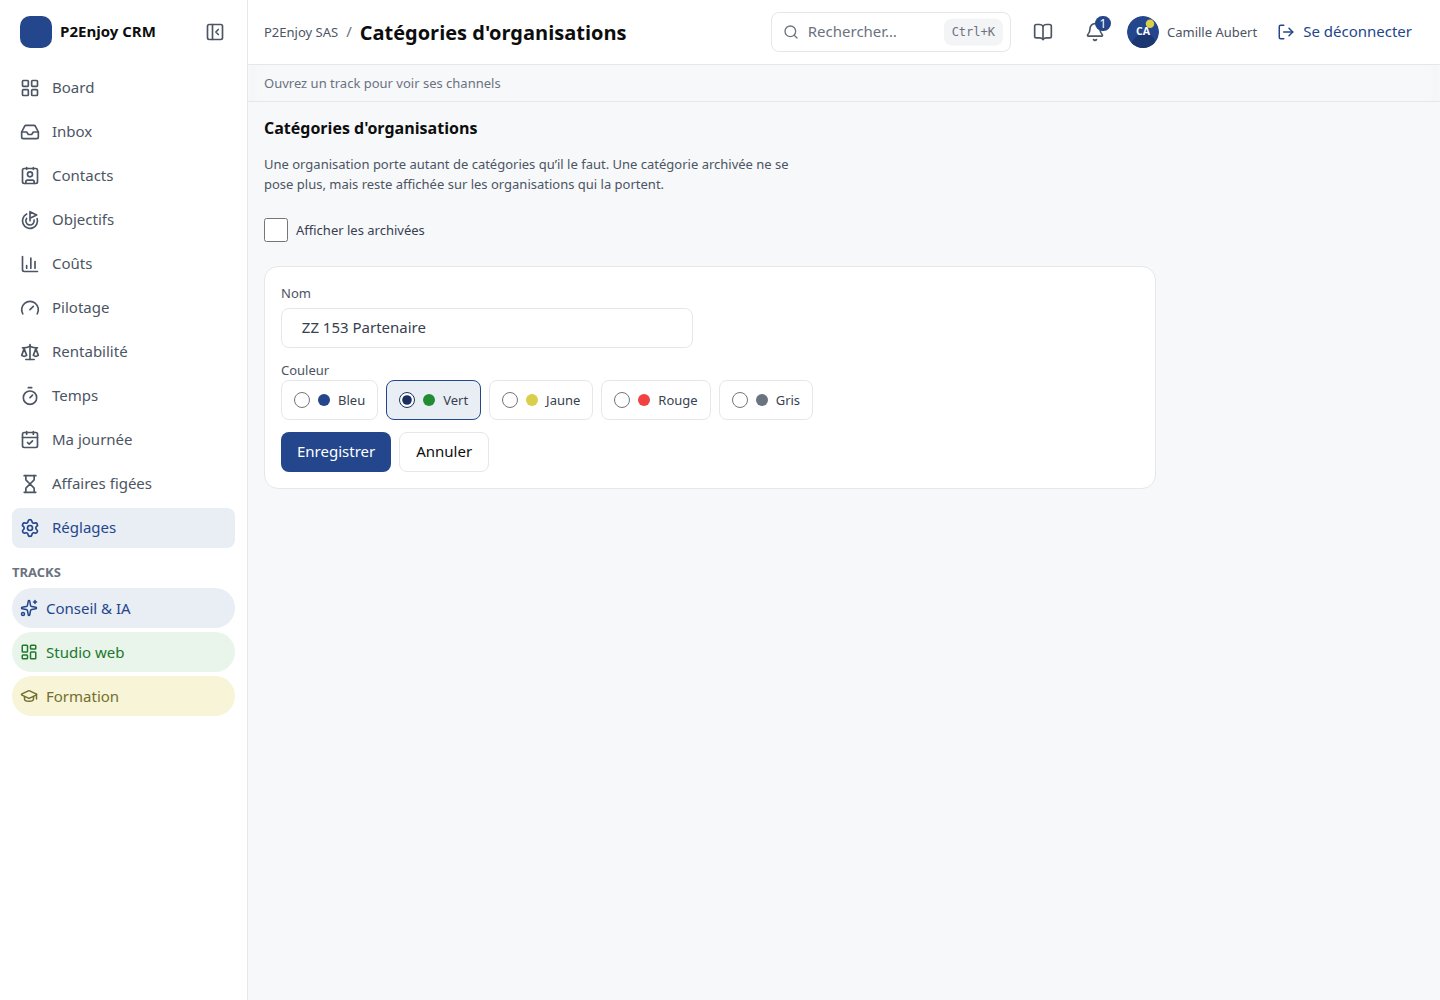 P2Enjoy CRM
Board
Inbox
Contacts
Objectifs
Coûts
Pilotage
Rentabilité
Temps
Ma journée
Affaires figées
Réglages
TRACKS
Conseil & IA
Studio web
Formation
P2Enjoy SAS / Catégories d'organisations
Rechercher... Ctrl+K
1
CA Camille Aubert
Se déconnecter
Ouvrez un track pour voir ses channels
Catégories d'organisations
Une organisation porte autant de catégories qu'il le faut. Une catégorie archivée ne se
pose plus, mais reste affichée sur les organisations qui la portent.
Afficher les archivées
Nom
ZZ 153 Partenaire
Couleur
Bleu Vert Jaune Rouge Gris
Enregistrer Annuler